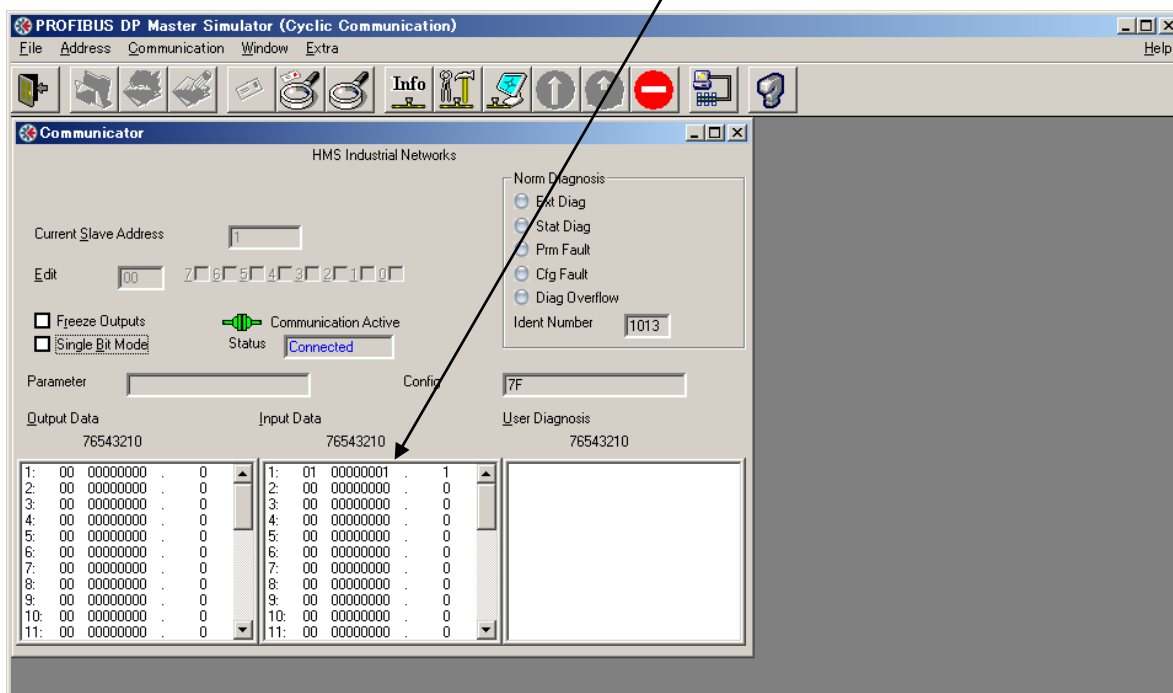 PROFIBUS DP Master Simulator (Cyclic Communication)
File Address Communication Window Extra Help
Info
Communicator
HMS Industrial Networks
Norm Diagnosis
Ext Diag
Stat Diag
Current Slave Address 1
Prm Fault
Edit 00 7 6 5 4 3 2 1 0
Cfg Fault
Diag Overflow
Freeze Outputs Communication Active
Ident Number 1013
Single Bit Mode Status Connected
Parameter Config 7F
Output Data Input Data User Diagnosis
76543210 76543210 76543210
1: 00 00000000 . 0 1: 01 00000001 . 1
2: 00 00000000 . 0 2: 00 00000000 . 0
3: 00 00000000 . 0 3: 00 00000000 . 0
4: 00 00000000 . 0 4: 00 00000000 . 0
5: 00 00000000 . 0 5: 00 00000000 . 0
6: 00 00000000 . 0 6: 00 00000000 . 0
7: 00 00000000 . 0 7: 00 00000000 . 0
8: 00 00000000 . 0 8: 00 00000000 . 0
9: 00 00000000 . 0 9: 00 00000000 . 0
10: 00 00000000 . 0 10: 00 00000000 . 0
11: 00 00000000 . 0 11: 00 00000000 . 0